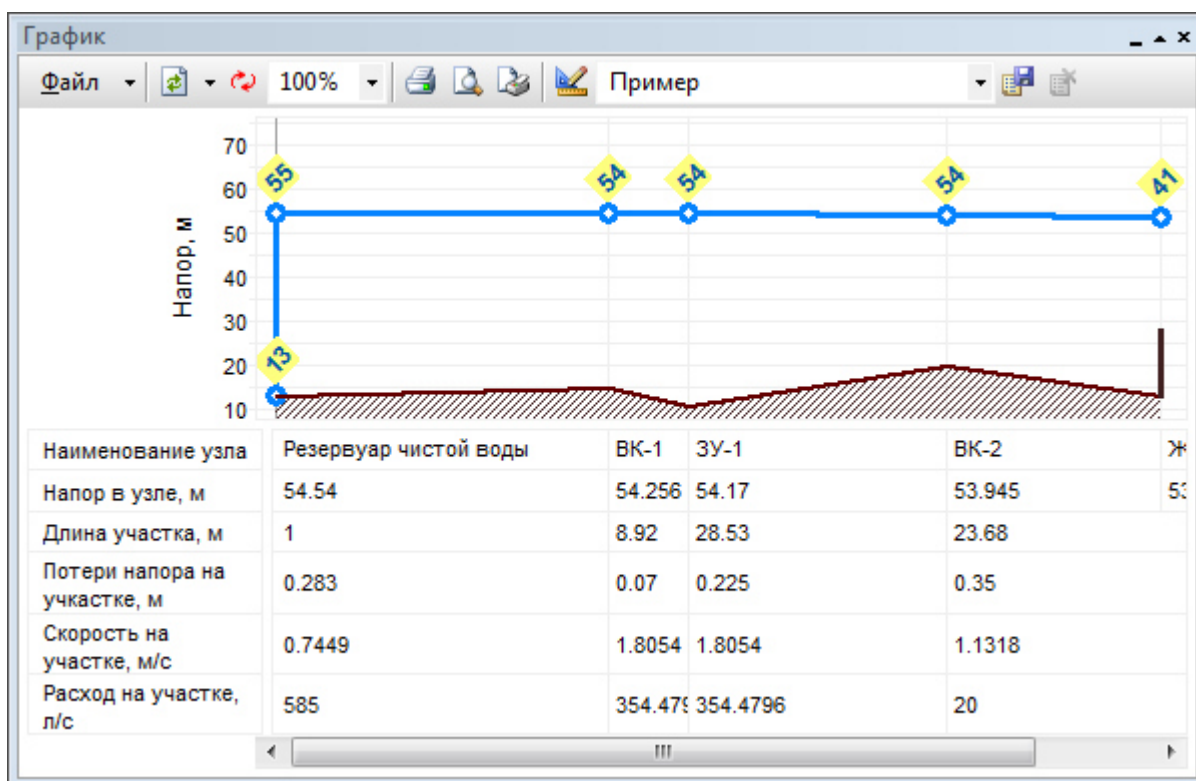 График
Файл 100% Пример
70
60
50
40
30
20
10
Напор, м
55 54 54 54 41
13
Наименование узла Резервуар чистой воды ВК-1 ЗУ-1 ВК-2 Ж
Напор в узле, м 54.54 54.256 54.17 53.945 53
Длина участка, м 1 8.92 28.53 23.68
Потери напора на
учкастке, м 0.283 0.07 0.225 0.35
Скорость на
участке, м/с 0.7449 1.8054 1.8054 1.1318
Расход на участке,
л/с 585 354.479 354.4796 20